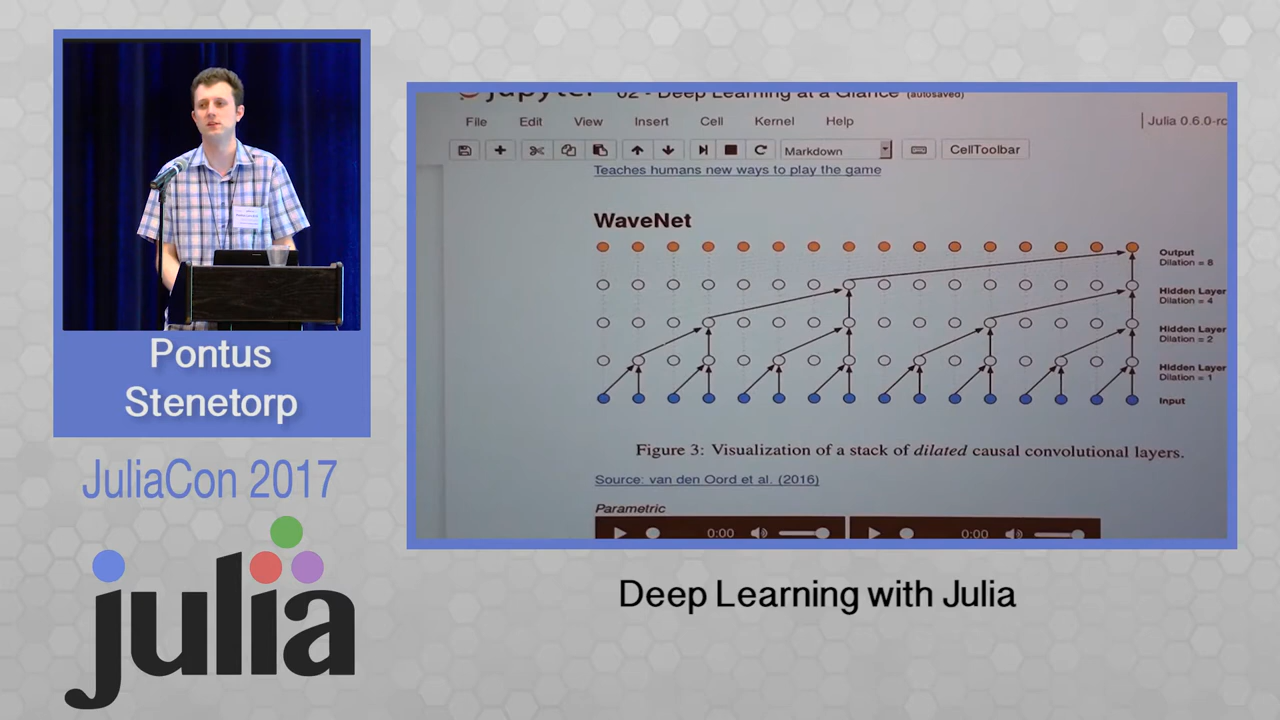 Pontus
Stenetorp
JuliaCon 2017
julia
jupyter 02 - Deep Learning at a Glance (autosaved)
File Edit View Insert Cell Kernel Help
Julia 0.6.0-rc
Markdown
CellToolbar
Teaches humans new ways to play the game
WaveNet
Output
Dilation = 8
Hidden Layer
Dilation = 4
Hidden Layer
Dilation = 2
Hidden Layer
Dilation = 1
Input
Figure 3: Visualization of a stack of dilated causal convolutional layers.
Source: van den Oord et al. (2016)
Parametric
0:00
0:00
Deep Learning with Julia